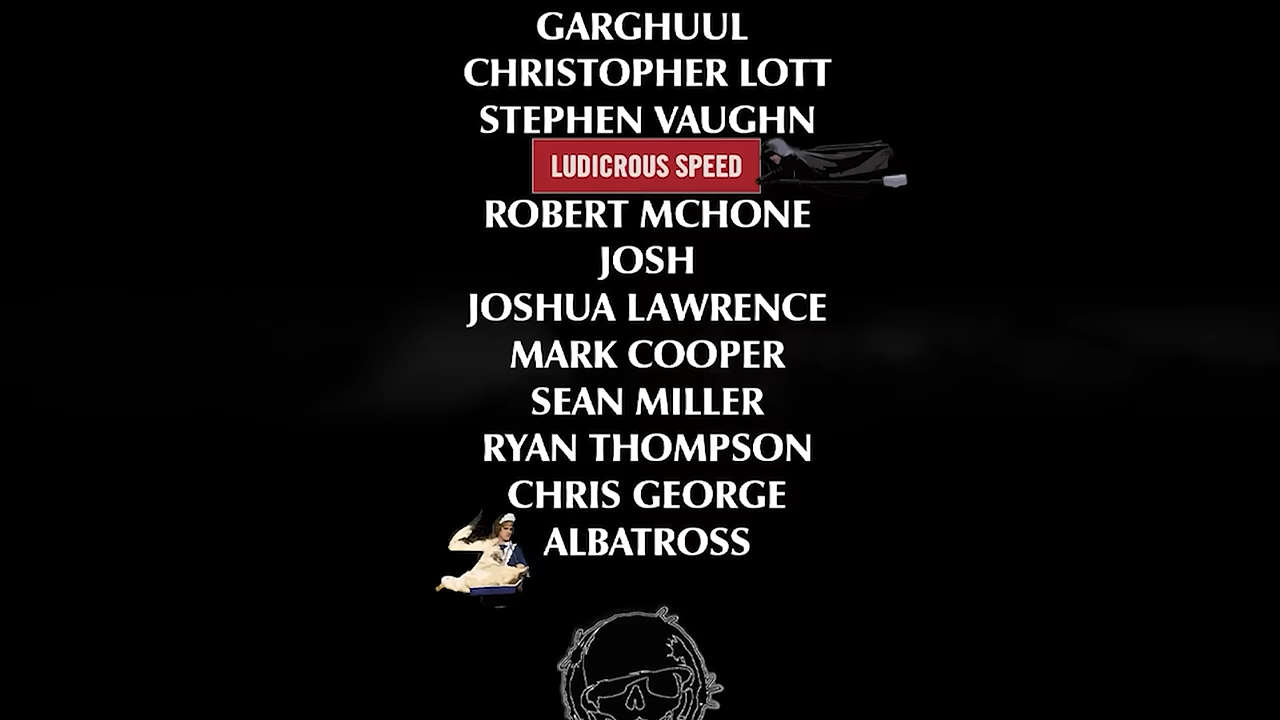 GARGHUUL
CHRISTOPHER LOTT
STEPHEN VAUGHN
LUDICROUS SPEED
ROBERT MCHONE
JOSH
JOSHUA LAWRENCE
MARK COOPER
SEAN MILLER
RYAN THOMPSON
CHRIS GEORGE
ALBATROSS